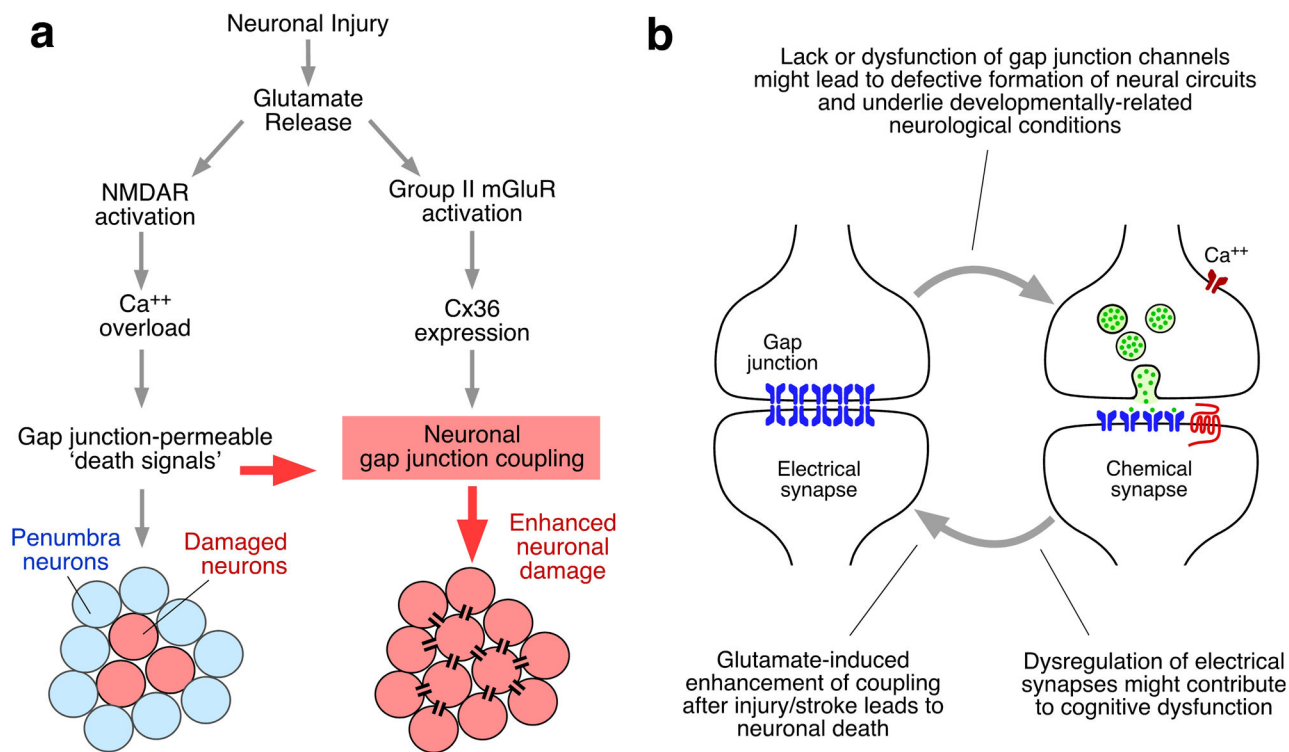 a
Neuronal Injury
Glutamate
Release
NMDAR
activation
Group II mGluR
activation
Ca⁺⁺
overload
Cx36
expression
Gap junction-permeable
‘death signals’
Neuronal
gap junction coupling
Penumbra
neurons
Damaged
neurons
Enhanced
neuronal
damage
b
Lack or dysfunction of gap junction channels
might lead to defective formation of neural circuits
and underlie developmentally-related
neurological conditions
Ca⁺⁺
Gap
junction
Electrical
synapse
Chemical
synapse
Glutamate-induced
enhancement of coupling
after injury/stroke leads to
neuronal death
Dysregulation of electrical
synapses might contribute
to cognitive dysfunction